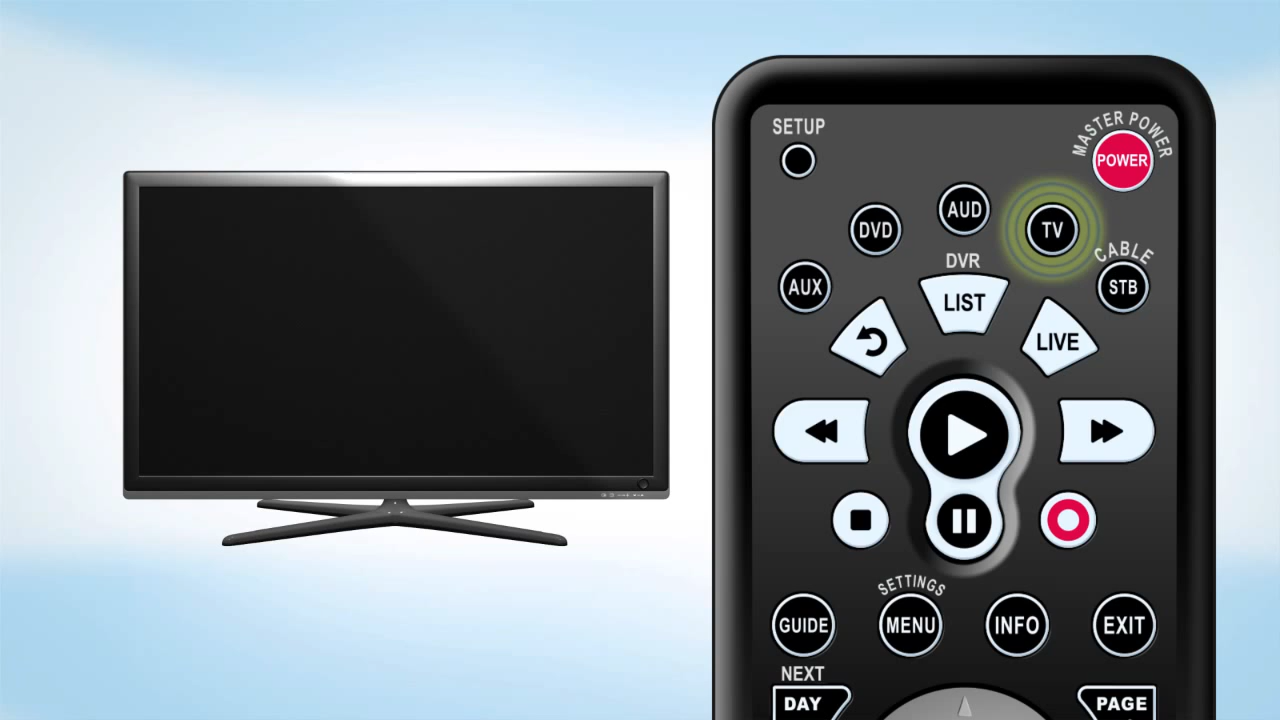 SETUP
MASTER POWER
POWER
AUD
DVD
TV
DVR
CABLE
AUX
LIST
STB
LIVE
SETTINGS
GUIDE
MENU
INFO
EXIT
NEXT
DAY
PAGE